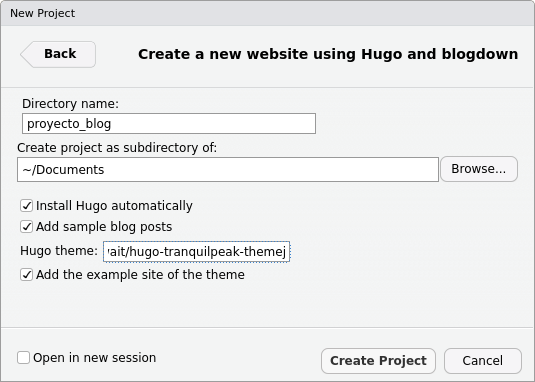 New Project
Back
Create a new website using Hugo and blogdown
Directory name:
proyecto_blog
Create project as subdirectory of:
~/Documents
Browse...
Install Hugo automatically
Add sample blog posts
Hugo theme: vait/hugo-tranquilpeak-themej
Add the example site of the theme
Open in new session
Create Project
Cancel